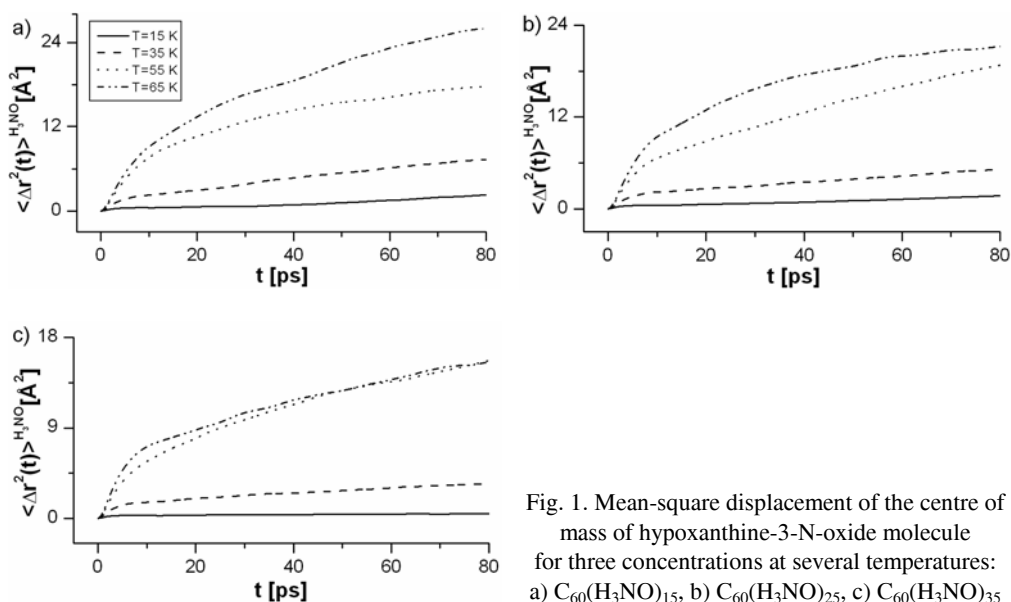 a)
24
12
0
<Δr²(t)>^H₃NO [Å²]
T=15 K
T=35 K
T=55 K
T=65 K
0 20 40 60 80
t [ps]
b)
24
12
0
<Δr²(t)>^H₃NO [Å²]
0 20 40 60 80
t [ps]
c)
18
9
0
<Δr²(t)>^H₃NO [Å²]
0 20 40 60 80
t [ps]
Fig. 1. Mean-square displacement of the centre of
mass of hypoxanthine-3-N-oxide molecule
for three concentrations at several temperatures:
a) C₆₀(H₃NO)₁₅, b) C₆₀(H₃NO)₂₅, c) C₆₀(H₃NO)₃₅